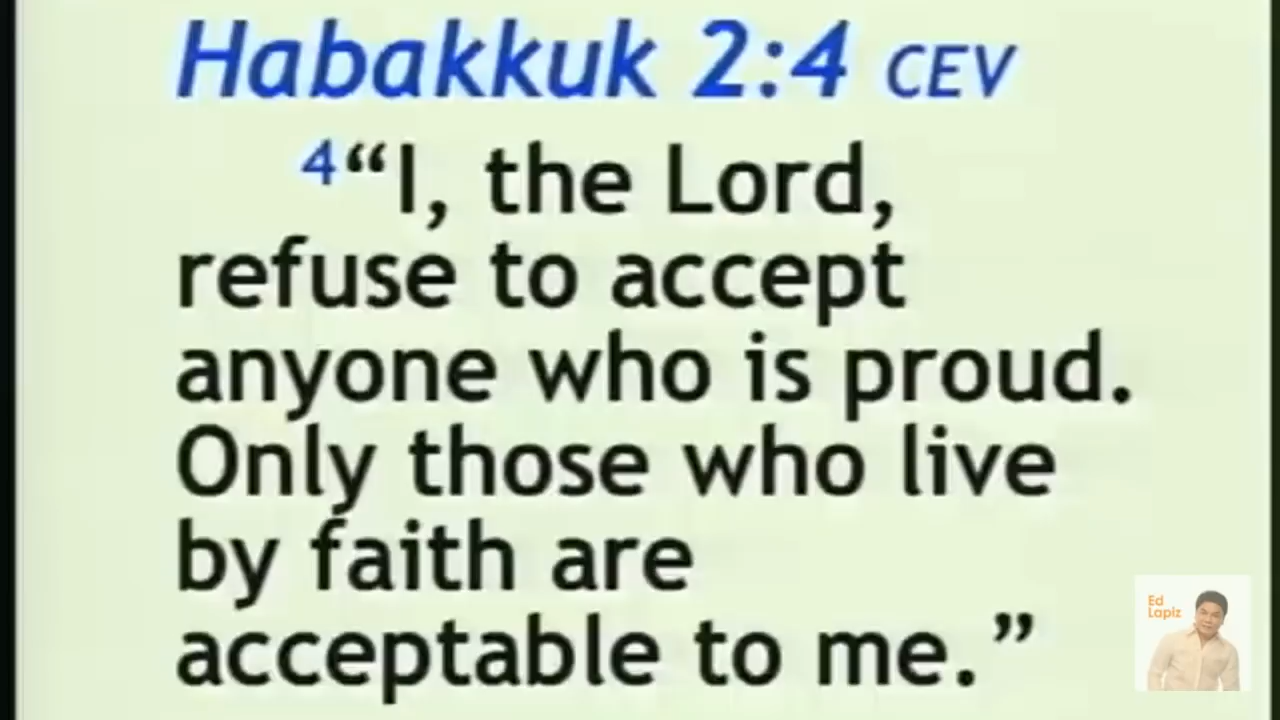 Habakkuk 2:4 CEV
4“I, the Lord,
refuse to accept
anyone who is proud.
Only those who live
by faith are
acceptable to me.”
Ed
Lapiz